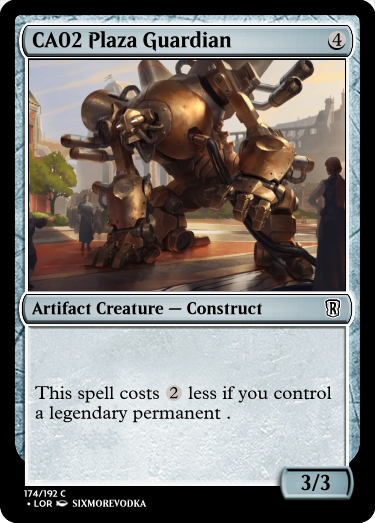 CA02 Plaza Guardian 4
Artifact Creature — Construct R
This spell costs 2 less if you control
a legendary permanent .
3/3
174/192 C
• LOR SIXMOREVODKA